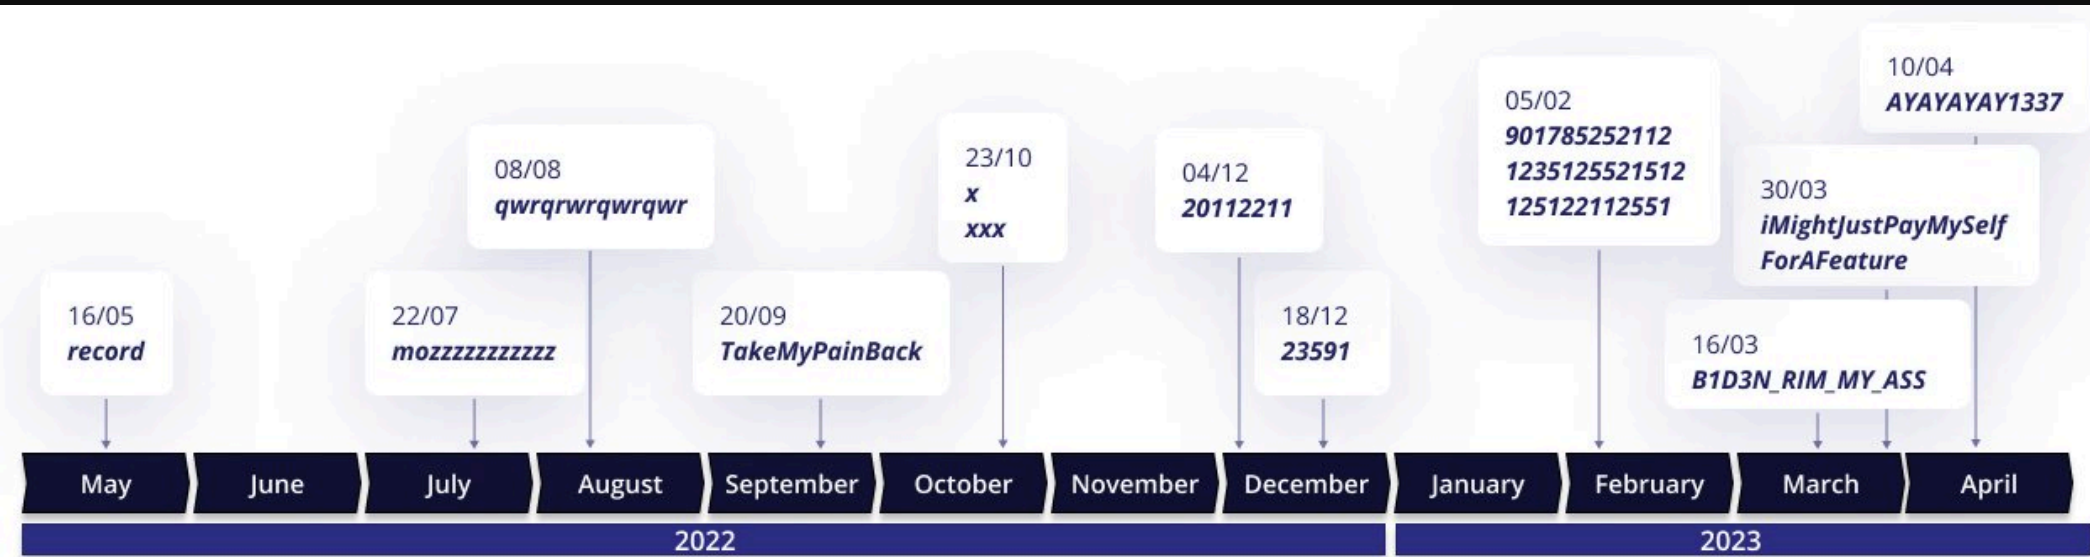 16/05
record
22/07
mozzzzzzzzzzz
08/08
qwrqrwrqwrqwr
20/09
TakeMyPainBack
23/10
x
xxx
04/12
20112211
18/12
23591
05/02
901785252112
1235125521512
125122112551
16/03
B1D3N_RIM_MY_ASS
30/03
iMightJustPayMySelf
ForAFeature
10/04
AYAYAYAY1337
May
June
July
August
September
October
November
December
January
February
March
April
2022
2023